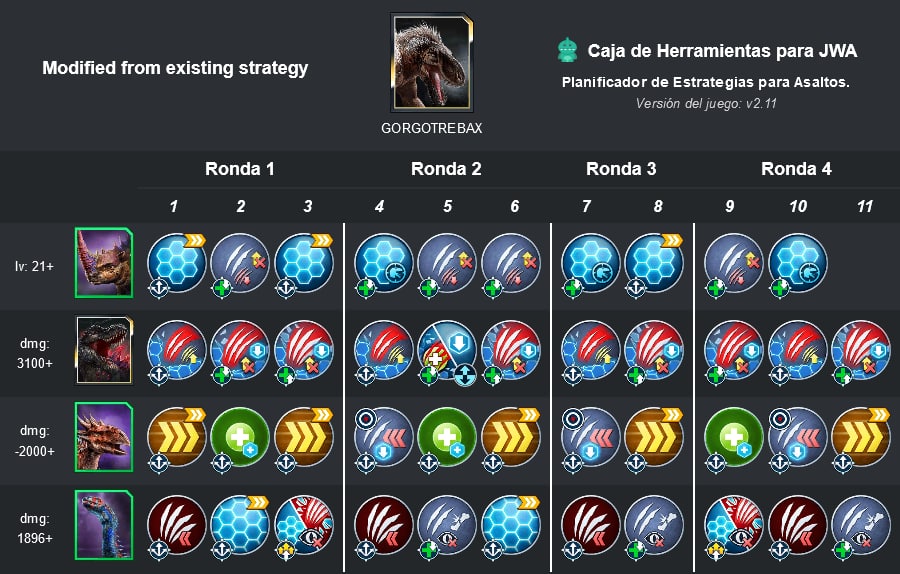 Modified from existing strategy
GORGOTREBAX
Caja de Herramientas para JWA
Planificador de Estrategias para Asaltos.
Versión del juego: v2.11
Ronda 1 Ronda 2 Ronda 3 Ronda 4
1 2 3 4 5 6 7 8 9 10 11
lv: 21+
dmg:
3100+
dmg:
-2000+
dmg:
1896+